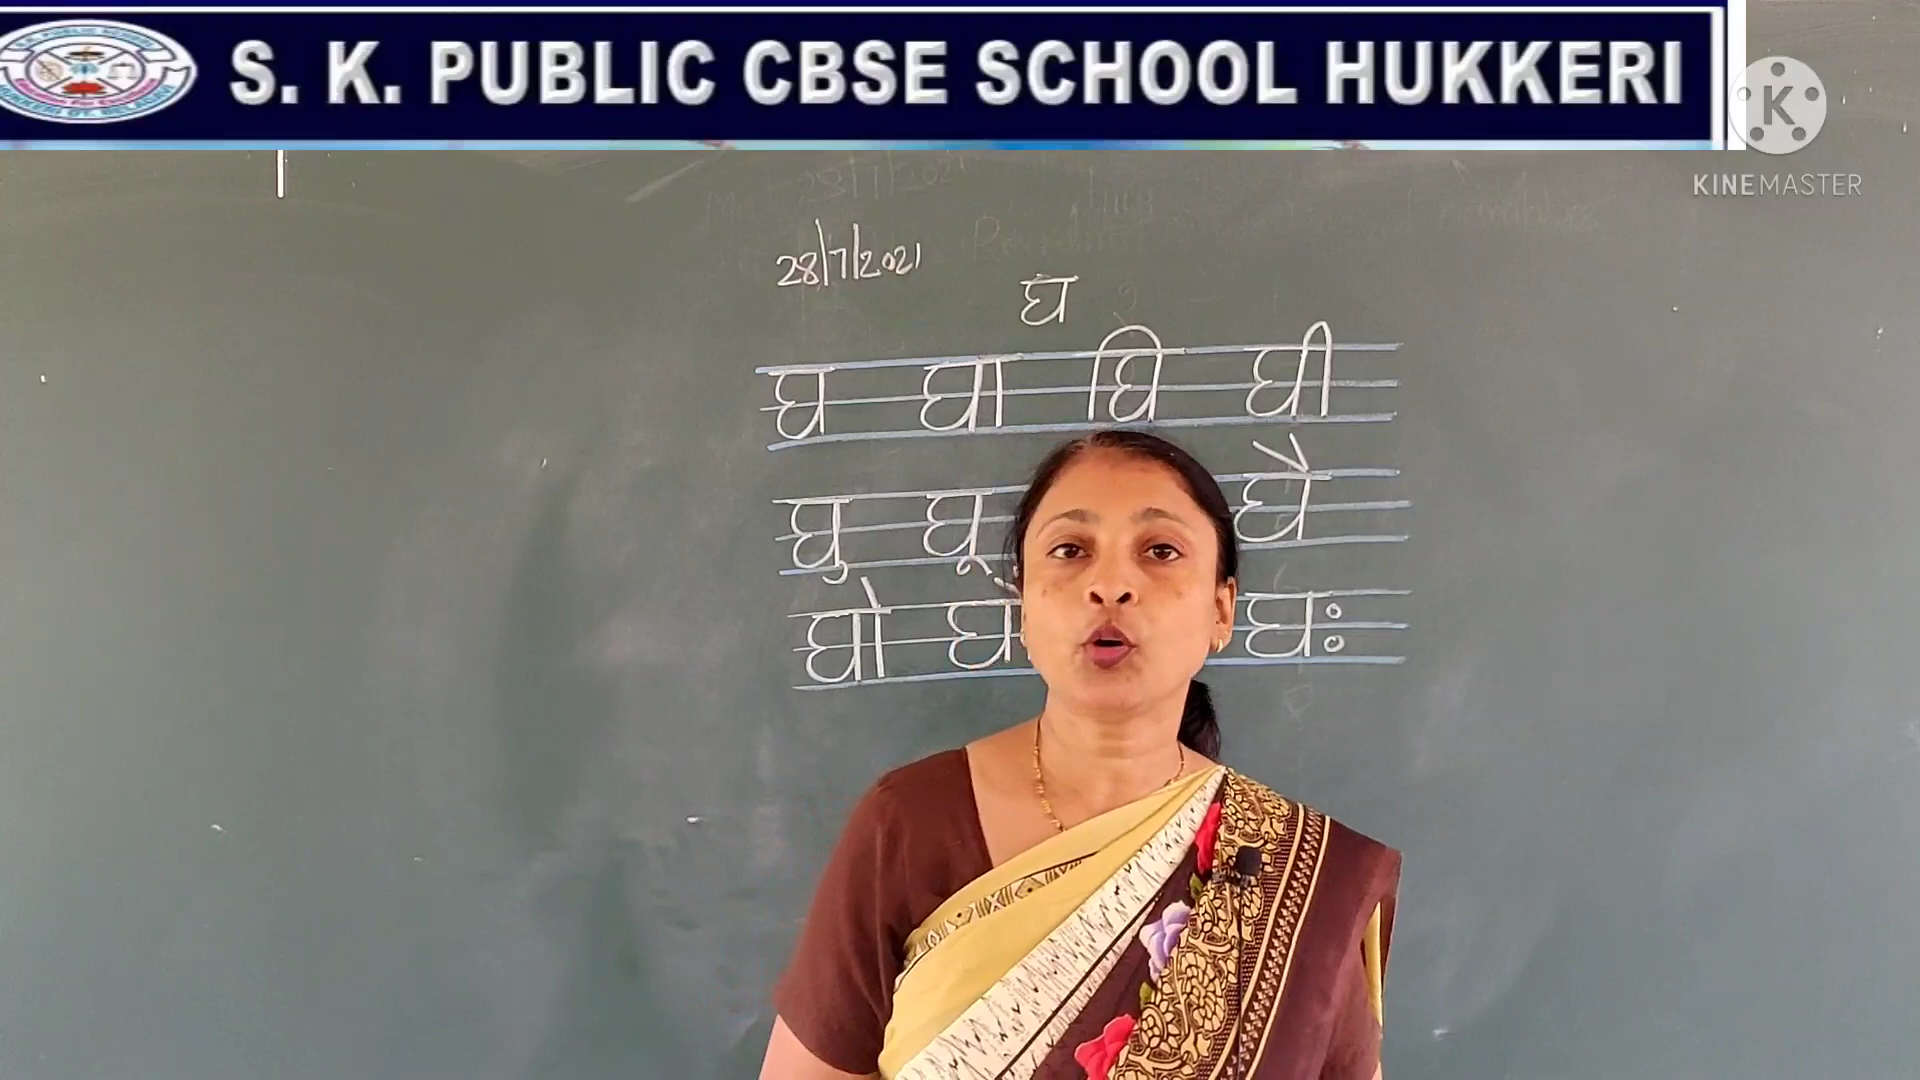 S. K. PUBLIC CBSE SCHOOL HUKKERI
K
KINEMASTER
28/7/2021
घ
घ घा घि घी
घु घू घे
घो घः